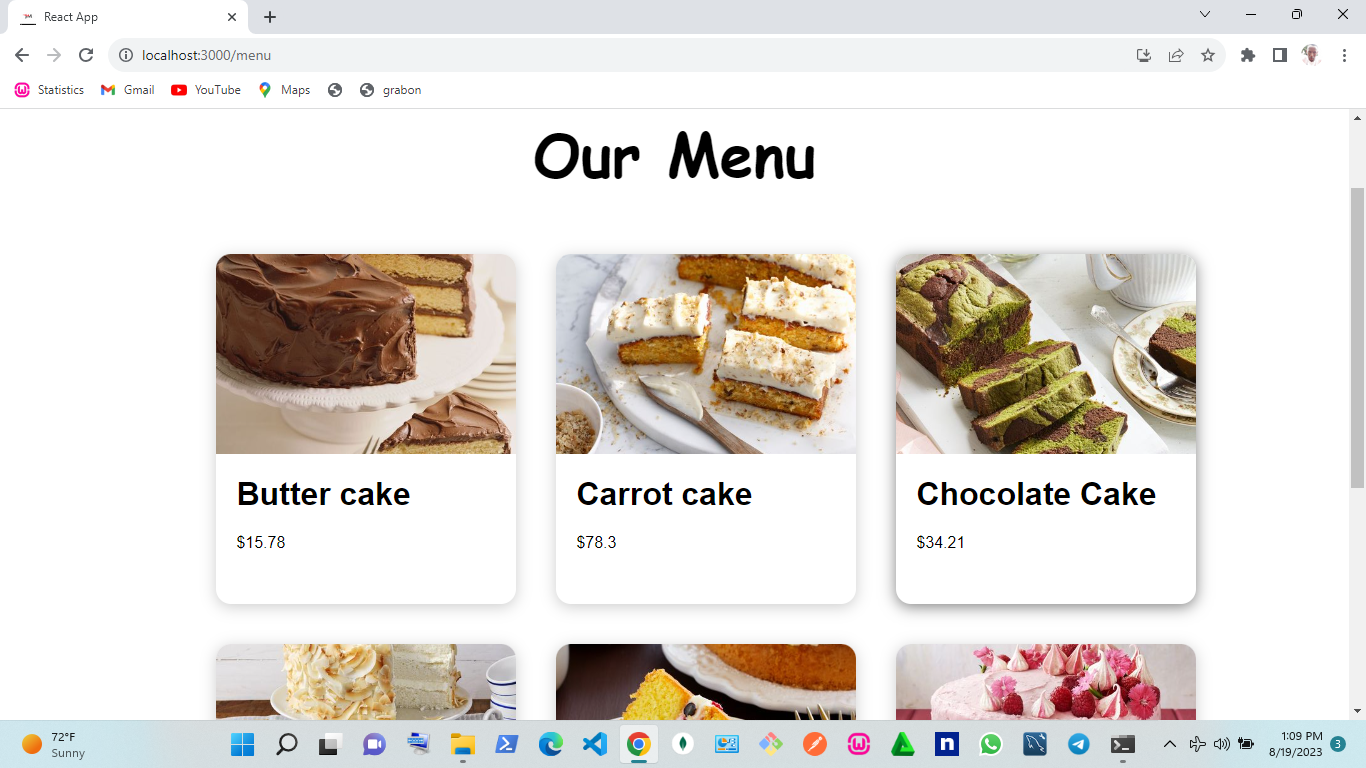 React App
localhost:3000/menu
Statistics
Gmail
YouTube
Maps
grabon
Our Menu
Butter cake
$15.78
Carrot cake
$78.3
Chocolate Cake
$34.21
72°F
Sunny
1:09 PM
8/19/2023
3